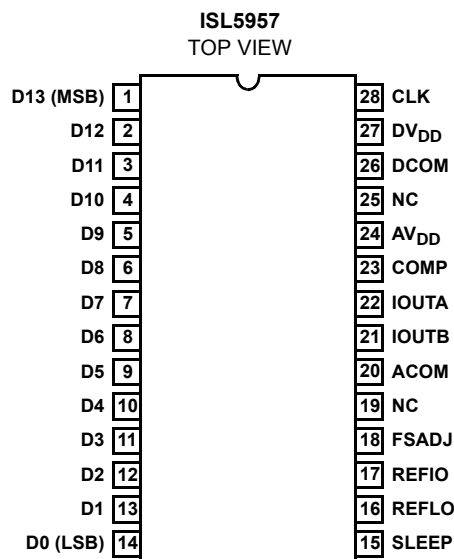 ISL5957
TOP VIEW
D13 (MSB) 1 28 CLK
D12 2 27 DVDD
D11 3 26 DCOM
D10 4 25 NC
D9 5 24 AVDD
D8 6 23 COMP
D7 7 22 IOUTA
D6 8 21 IOUTB
D5 9 20 ACOM
D4 10 19 NC
D3 11 18 FSADJ
D2 12 17 REFIO
D1 13 16 REFLO
D0 (LSB) 14 15 SLEEP